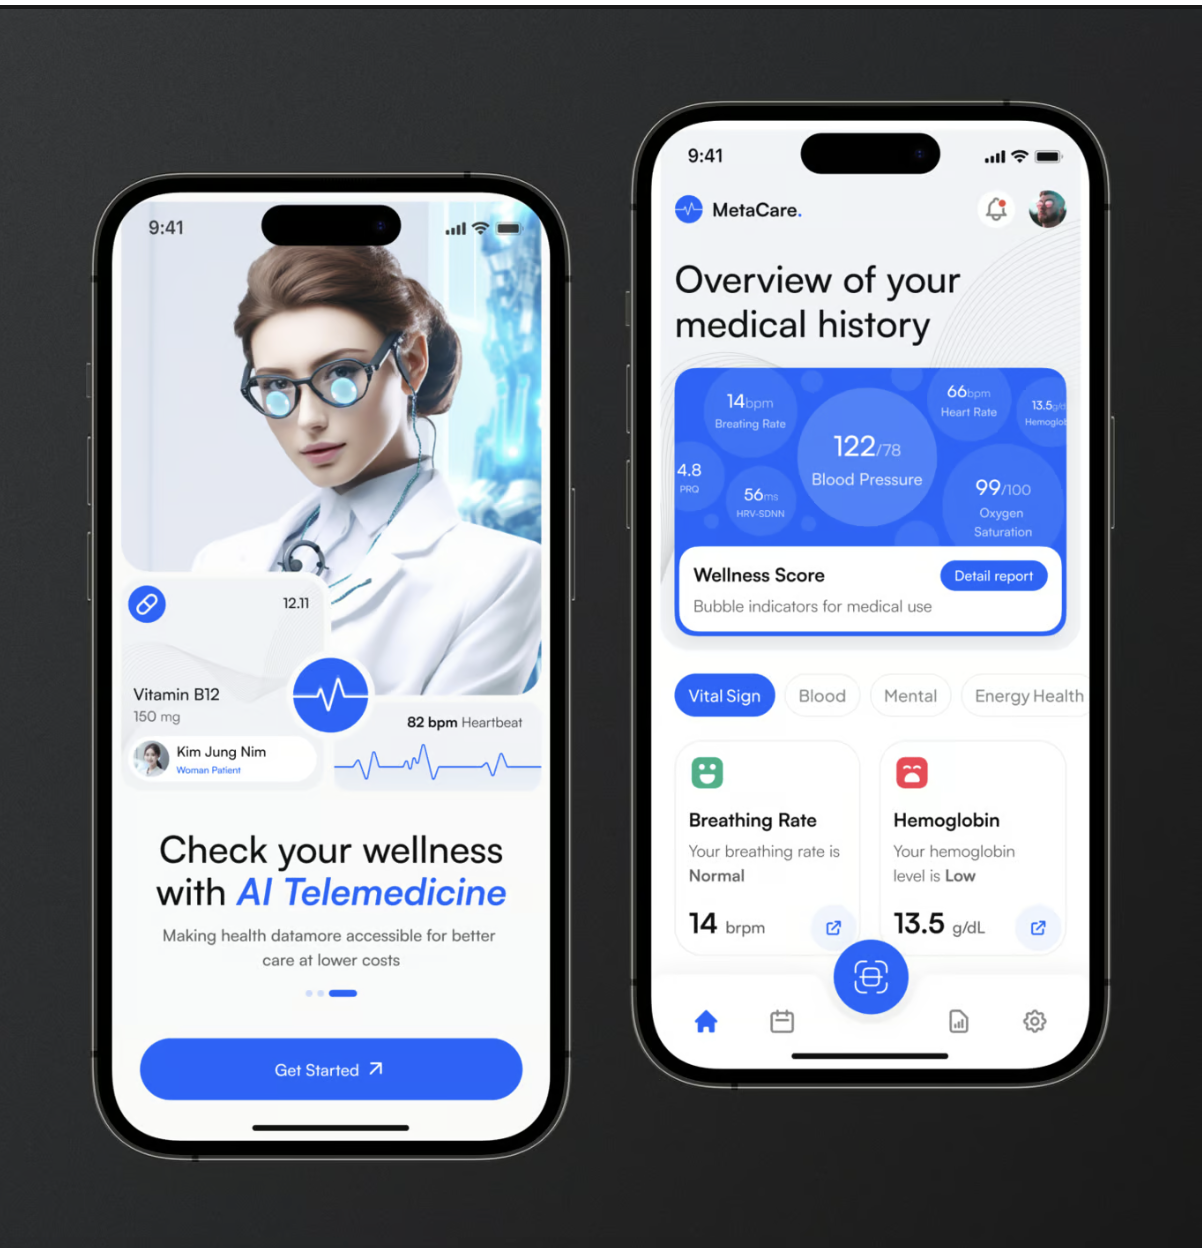 9:41
12.11
Vitamin B12
150 mg
Kim Jung Nim
Woman Patient
82 bpm Heartbeat
Check your wellness
with AI Telemedicine
Making health datamore accessible for better
care at lower costs
Get Started
9:41
MetaCare.
Overview of your
medical history
14bpm
Breating Rate
122/78
Blood Pressure
66bpm
Heart Rate
13.5g/d
Hemoglob
4.8
PRQ
56ms
HRV-SDNN
99/100
Oxygen
Saturation
Wellness Score
Detail report
Bubble indicators for medical use
Vital Sign
Blood
Mental
Energy Health
Breathing Rate
Your breathing rate is
Normal
14 brpm
Hemoglobin
Your hemoglobin
level is Low
13.5 g/dL